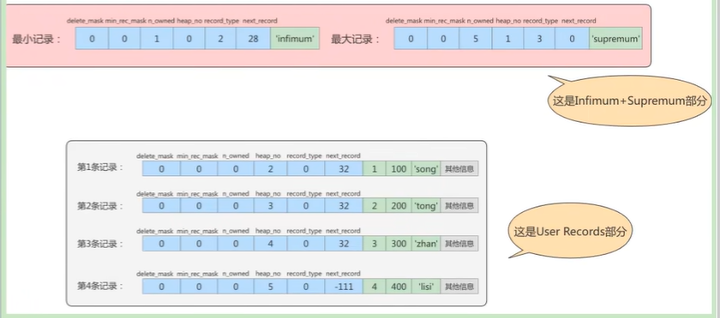 delete_mask min_rec_mask n_owned heap_no record_type next_record delete_mask min_rec_mask n_owned heap_no record_type next_record
最小记录： 0 0 1 0 2 28 'infimum' 最大记录： 0 0 5 1 3 0 'supremum'
这是Infimum+Supremum部分
delete_mask min_rec_mask n_owned heap_no record_type next_record
第1条记录： 0 0 0 2 0 32 1 100 'song' 其他信息
delete_mask min_rec_mask n_owned heap_no record_type next_record
第2条记录： 0 0 0 3 0 32 2 200 'tong' 其他信息
delete_mask min_rec_mask n_owned heap_no record_type next_record
第3条记录： 0 0 0 4 0 32 3 300 'zhan' 其他信息
delete_mask min_rec_mask n_owned heap_no record_type next_record
第4条记录： 0 0 0 5 0 -111 4 400 'lisi' 其他信息
这是User Records部分